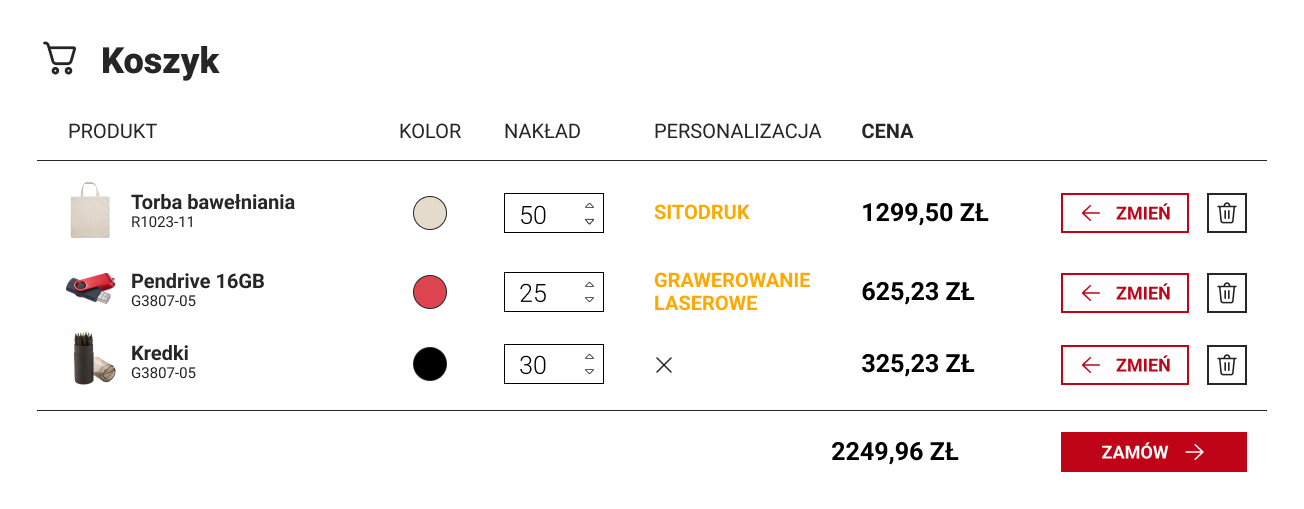 Koszyk
PRODUKT KOLOR NAKŁAD PERSONALIZACJA CENA
Torba bawełniania
R1023-11
50 SITODRUK 1299,50 ZŁ ZMIEŃ
Pendrive 16GB
G3807-05
25 GRAWEROWANIE
LASEROWE
625,23 ZŁ ZMIEŃ
Kredki
G3807-05
30 325,23 ZŁ ZMIEŃ
2249,96 ZŁ ZAMÓW